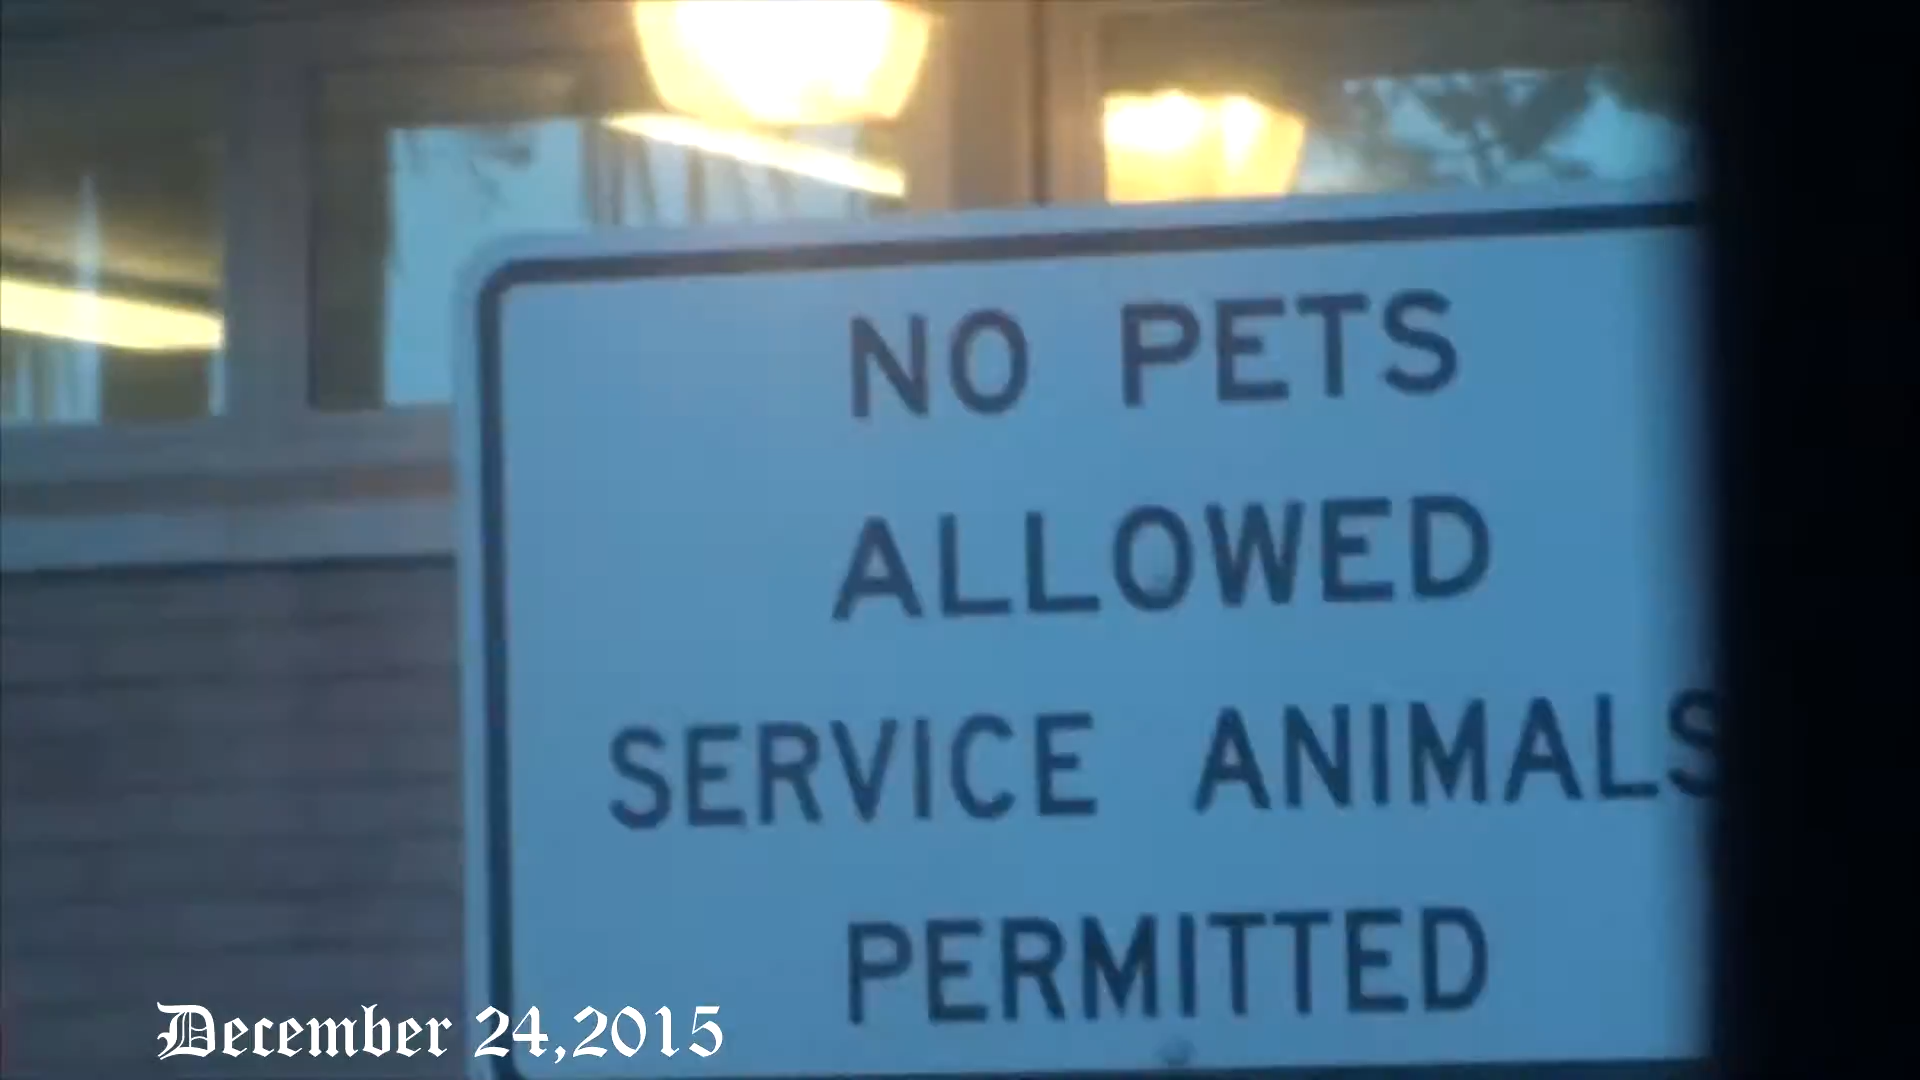 NO PETS
ALLOWED
SERVICE ANIMALS
PERMITTED
December 24,2015